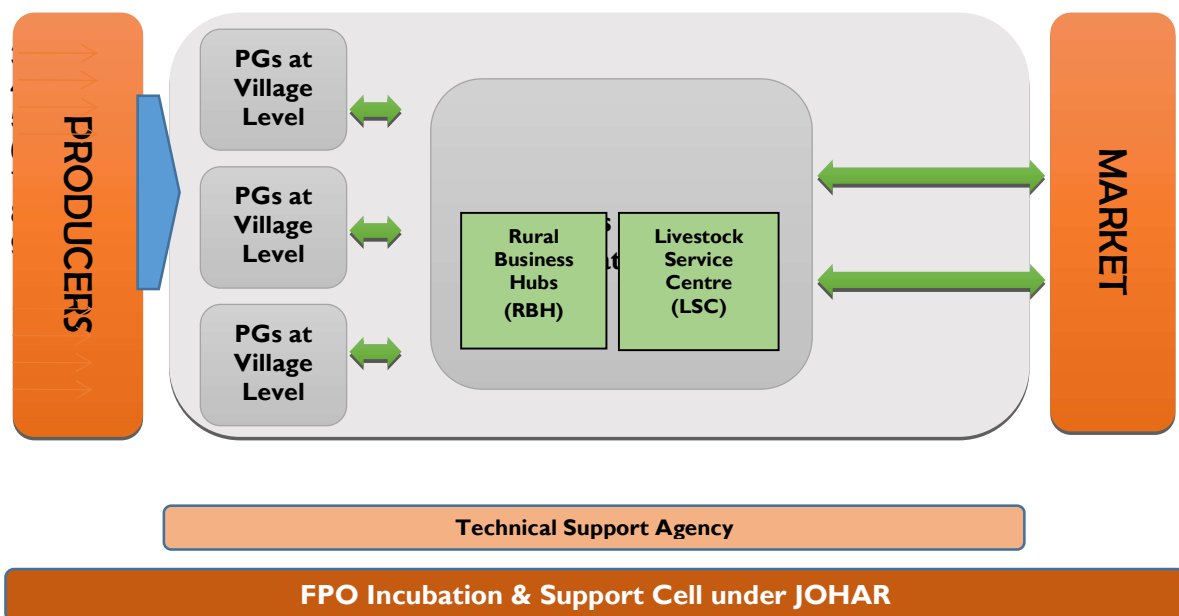 PRODUCERS
PGs at
Village
Level
PGs at
Village
Level
PGs at
Village
Level
Rural
Business
Hubs
(RBH)
Livestock
Service
Centre
(LSC)
MARKET
Technical Support Agency
FPO Incubation & Support Cell under JOHAR